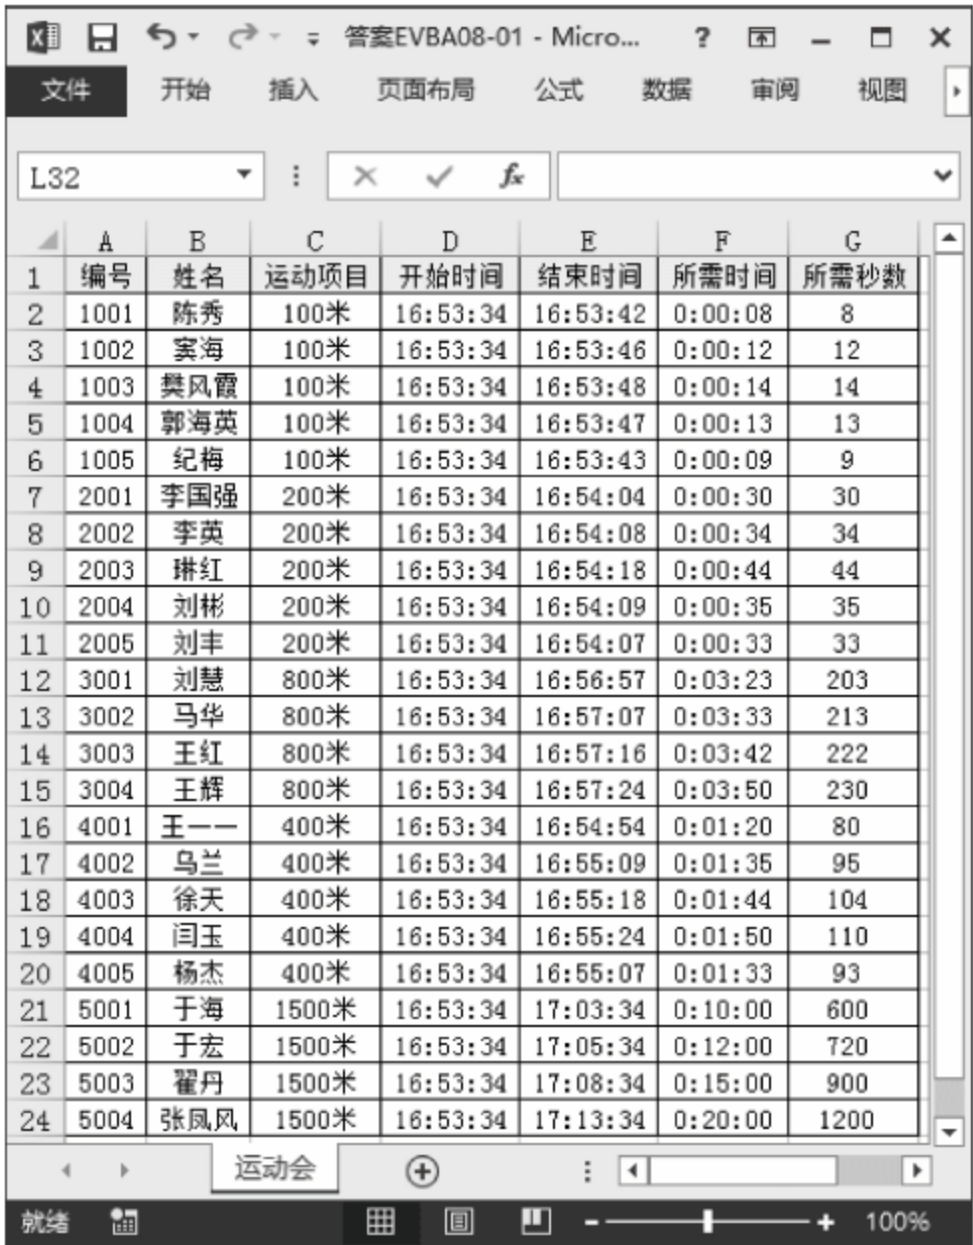 答案EVBA08-01 - Micro... ?
文件 开始 插入 页面布局 公式 数据 审阅 视图
L32 fx
A B C D E F G
1 编号 姓名 运动项目 开始时间 结束时间 所需时间 所需秒数
2 1001 陈秀 100米 16:53:34 16:53:42 0:00:08 8
3 1002 窦海 100米 16:53:34 16:53:46 0:00:12 12
4 1003 樊风霞 100米 16:53:34 16:53:48 0:00:14 14
5 1004 郭海英 100米 16:53:34 16:53:47 0:00:13 13
6 1005 纪梅 100米 16:53:34 16:53:43 0:00:09 9
7 2001 李国强 200米 16:53:34 16:54:04 0:00:30 30
8 2002 李英 200米 16:53:34 16:54:08 0:00:34 34
9 2003 琳红 200米 16:53:34 16:54:18 0:00:44 44
10 2004 刘彬 200米 16:53:34 16:54:09 0:00:35 35
11 2005 刘丰 200米 16:53:34 16:54:07 0:00:33 33
12 3001 刘慧 800米 16:53:34 16:56:57 0:03:23 203
13 3002 马华 800米 16:53:34 16:57:07 0:03:33 213
14 3003 王红 800米 16:53:34 16:57:16 0:03:42 222
15 3004 王辉 800米 16:53:34 16:57:24 0:03:50 230
16 4001 王一一 400米 16:53:34 16:54:54 0:01:20 80
17 4002 乌兰 400米 16:53:34 16:55:09 0:01:35 95
18 4003 徐天 400米 16:53:34 16:55:18 0:01:44 104
19 4004 闫玉 400米 16:53:34 16:55:24 0:01:50 110
20 4005 杨杰 400米 16:53:34 16:55:07 0:01:33 93
21 5001 于海 1500米 16:53:34 17:03:34 0:10:00 600
22 5002 于宏 1500米 16:53:34 17:05:34 0:12:00 720
23 5003 翟丹 1500米 16:53:34 17:08:34 0:15:00 900
24 5004 张凤风 1500米 16:53:34 17:13:34 0:20:00 1200
运动会
就绪 100%